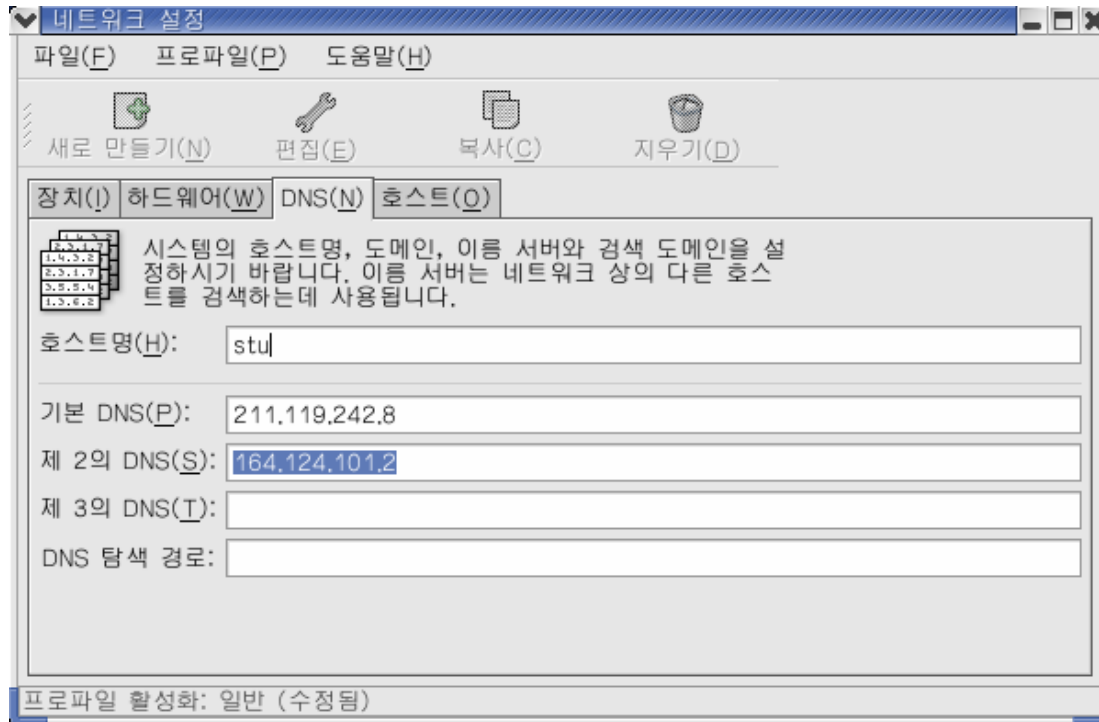 네트워크 설정
파일(F) 프로파일(P) 도움말(H)
새로 만들기(N) 편집(E) 복사(C) 지우기(D)
장치(I) 하드웨어(W) DNS(N) 호스트(O)
시스템의 호스트명, 도메인, 이름 서버와 검색 도메인을 설
정하시기 바랍니다. 이름 서버는 네트워크 상의 다른 호스
트를 검색하는데 사용됩니다.
호스트명(H): stu
기본 DNS(P): 211.119.242.8
제 2의 DNS(S): 164.124.101.2
제 3의 DNS(T):
DNS 탐색 경로:
프로파일 활성화: 일반 (수정됨)